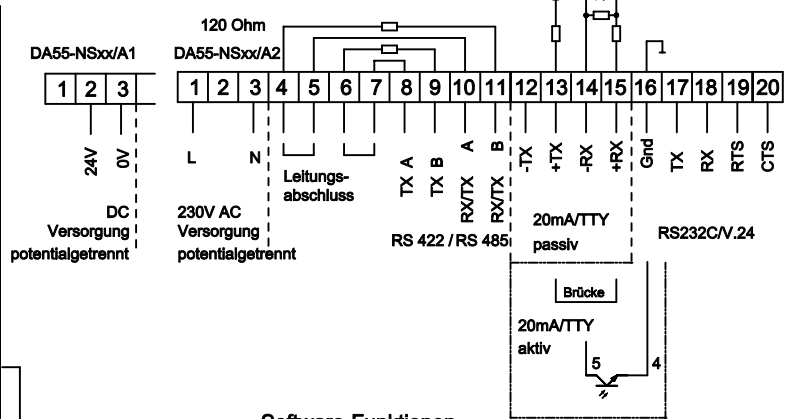 120 Ohm
DA55-NSxx/A1
DA55-NSxx/A2
1 2 3
1 2 3 4 5 6 7 8 9 10 11 12 13 14 15 16 17 18 19 20
24V
0V
L
N
Leitungs-
abschluss
TX A
TX B
RX/TX A
RX/TX B
-TX
+TX
-RX
+RX
Gnd
TX
RX
RTS
CTS
DC
Versorgung
potentialgetrennt
230V AC
Versorgung
potentialgetrennt
RS 422 / RS 485
20mA/TTY
passiv
RS232C/V.24
Brücke
20mA/TTY
aktiv
5
4
Software-Funktionen